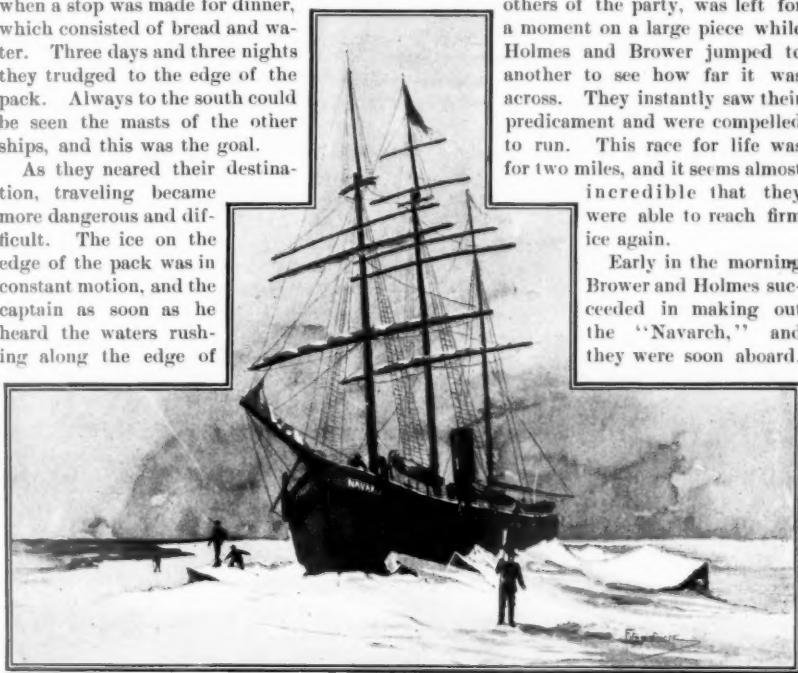 when a stop was made for dinner,
which consisted of bread and wa-
ter. Three days and three nights
they trudged to the edge of the
pack. Always to the south could
be seen the masts of the other
ships, and this was the goal.
As they neared their destina-
tion, traveling became
more dangerous and dif-
ficult. The ice on the
edge of the pack was in
constant motion, and the
captain as soon as he
heard the waters rush-
ing along the edge of
others of the party, was left for
a moment on a large piece while
Holmes and Brower jumped to
another to see how far it was
across. They instantly saw their
predicament and were compelled
to run. This race for life was
for two miles, and it seems almost
incredible that they
were able to reach firm
ice again.
Early in the morning
Brower and Holmes suc-
ceeded in making out
the "Navarch," and
they were soon aboard.
NAVAR